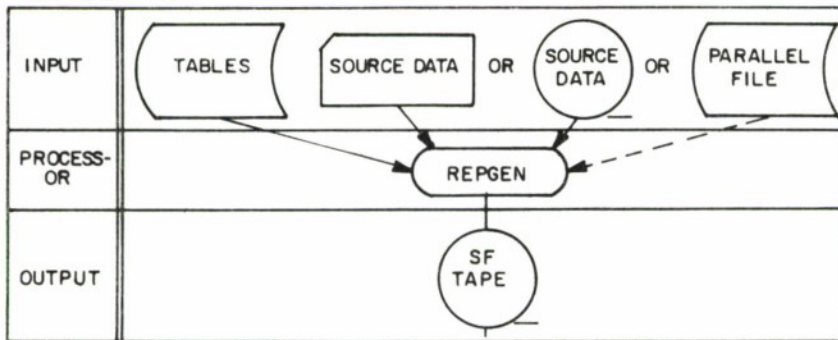 INPUT
TABLES
SOURCE DATA
OR
SOURCE
DATA
OR
PARALLEL
FILE
PROCESS-
OR
REPGEN
OUTPUT
SF
TAPE